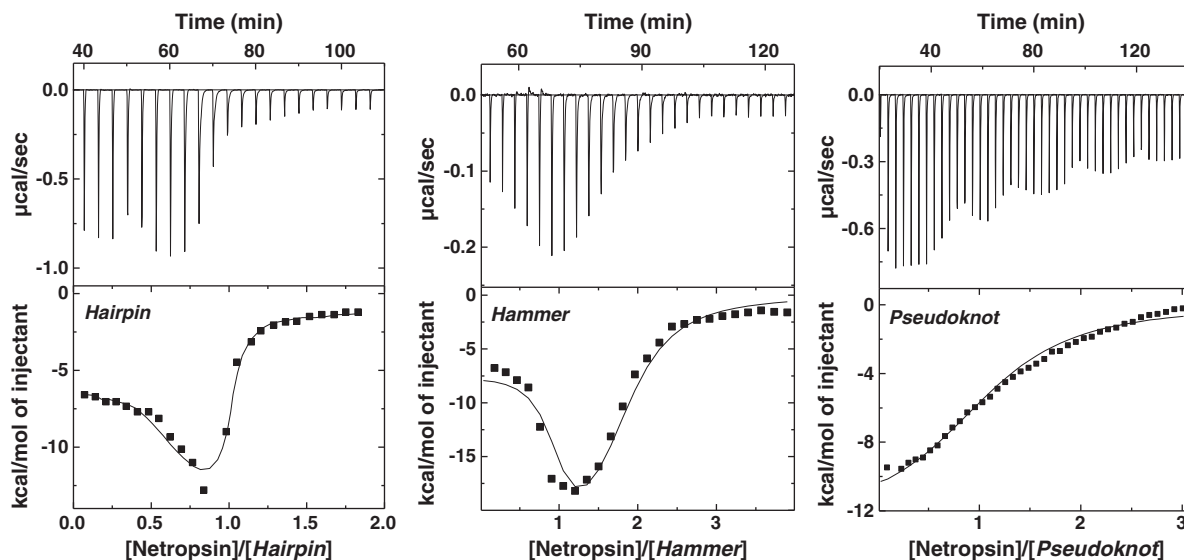 Time (min)
40 60 80 100
0.0
-0.5
-1.0
µcal/sec
0
-5
-10
kcal/mol of injectant
Hairpin
0.0 0.5 1.0 1.5 2.0
[Netropsin]/[Hairpin]
Time (min)
60 90 120
0.0
-0.1
-0.2
µcal/sec
0
-5
-10
-15
kcal/mol of injectant
Hammer
1 2 3
[Netropsin]/[Hammer]
Time (min)
40 80 120
0.0
-0.3
-0.6
µcal/sec
0
-4
-8
-12
kcal/mol of injectant
Pseudoknot
1 2 3
[Netropsin]/[Pseudoknot]